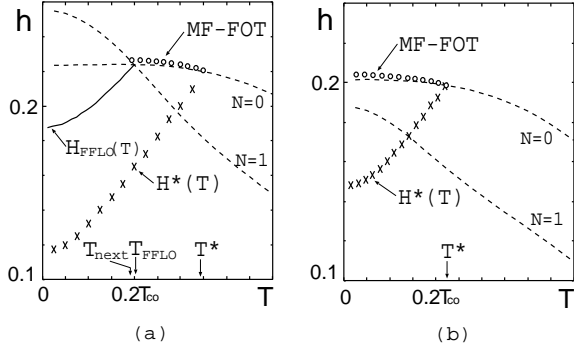 h
MF-FOT
0.2
N=0
N=1
H_FFLO(T)
H*(T)
T_next T_FFLO T*
0.1
0 0.2T_co T
(a)
h
MF-FOT
0.2
N=0
H*(T)
N=1
T*
0.1
0 0.2T_co T
(b)